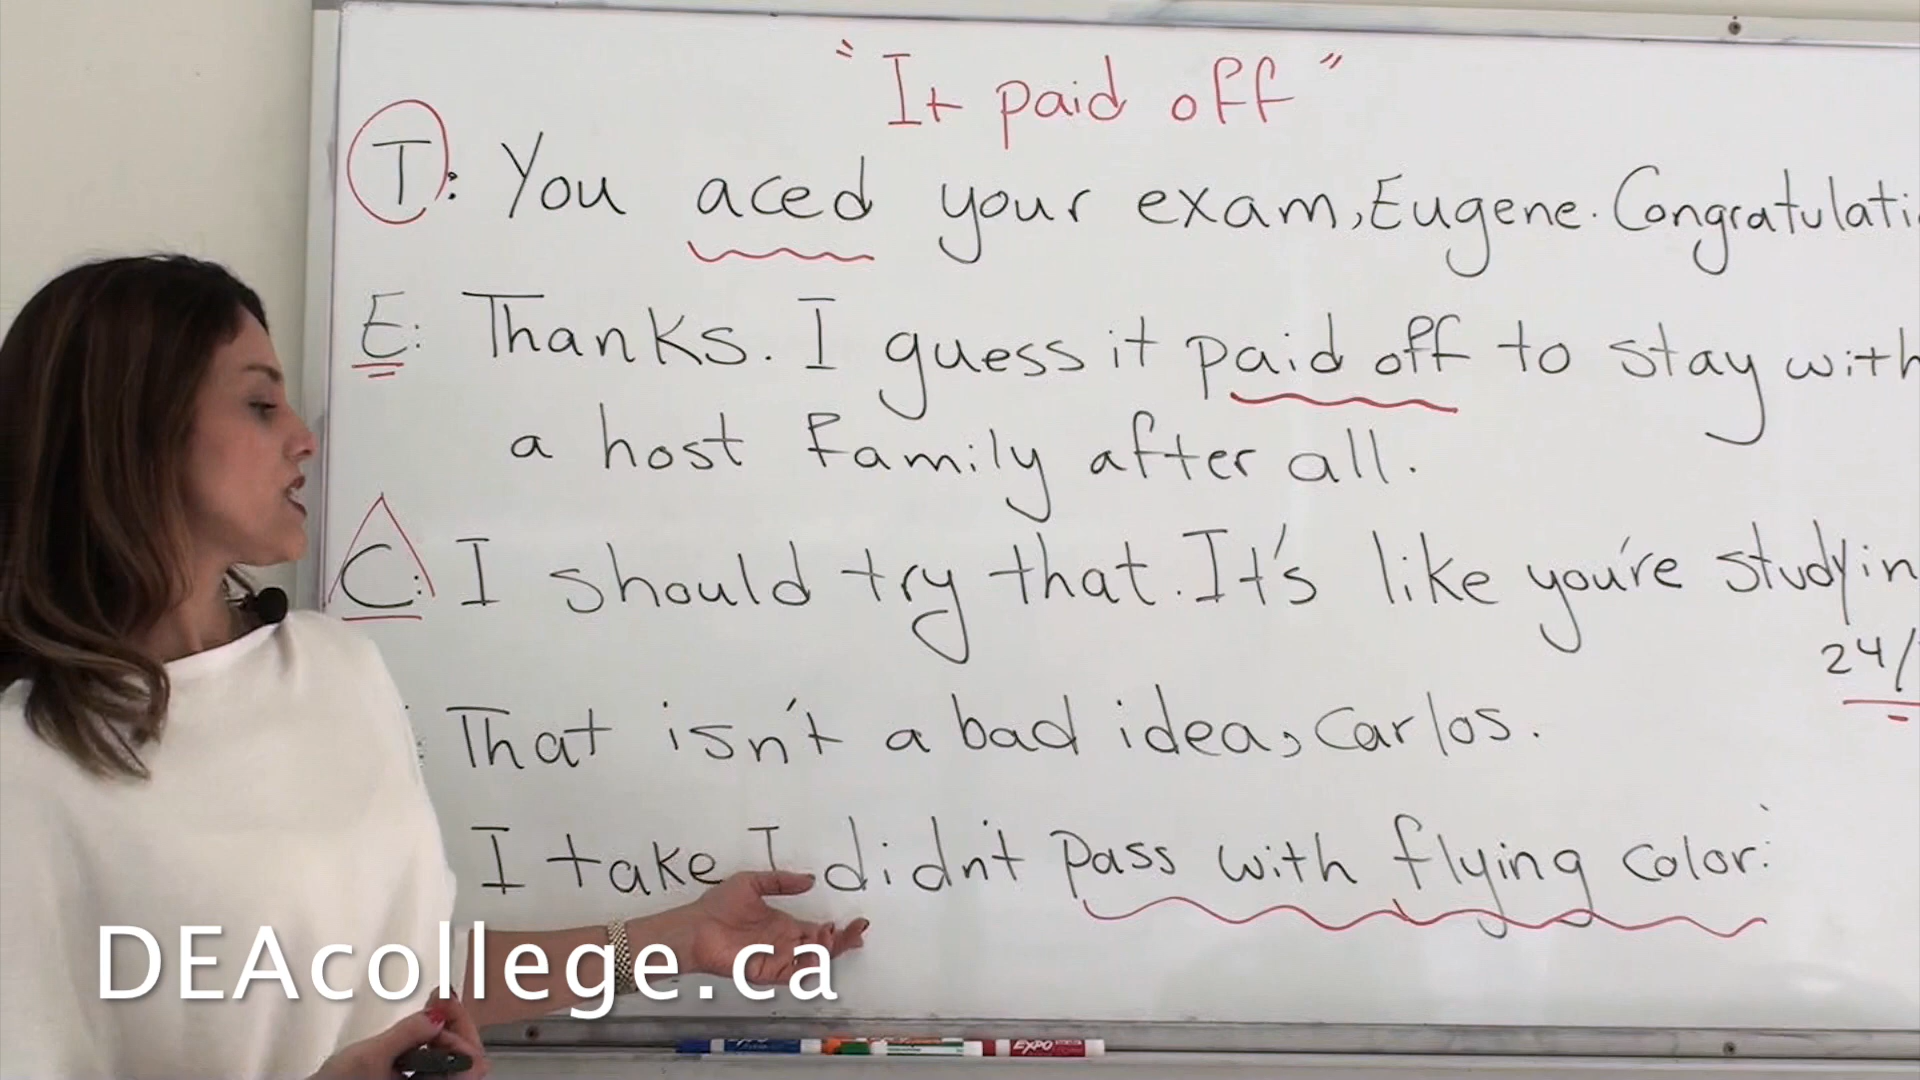 "It paid off"
T: You aced your exam, Eugene. Congratulati
E: Thanks. I guess it paid off to stay with
a host family after all.
C: I should try that. It's like you're studyin
24/
: That isn't a bad idea, Carlos.
I take I didn't pass with flying color
DEAcollege.ca
EXPO